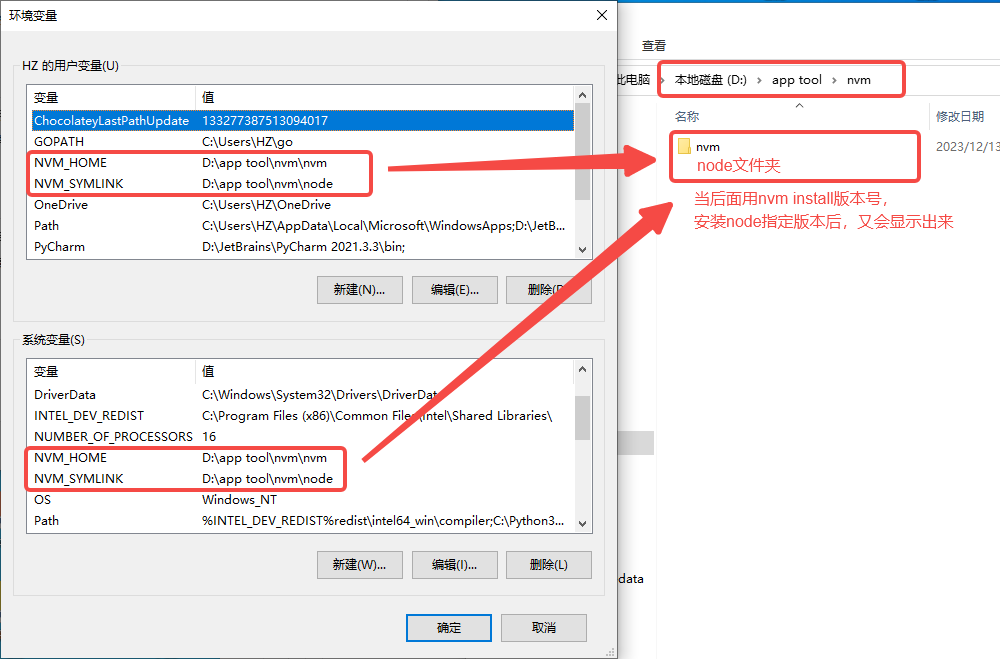 环境变量
HZ 的用户变量(U)
变量 值
ChocolateyLastPathUpdate 133277387513094017
GOPATH C:\Users\HZ\go
NVM_HOME D:\app tool\nvm\nvm
NVM_SYMLINK D:\app tool\nvm\node
OneDrive C:\Users\HZ\OneDrive
Path C:\Users\HZ\AppData\Local\Microsoft\WindowsApps;D:\JetB...
PyCharm D:\JetBrains\PyCharm 2021.3.3\bin;
新建(N)... 编辑(E)... 删除(
系统变量(S)
变量 值
DriverData C:\Windows\System32\Drivers\DriverData
INTEL_DEV_REDIST C:\Program Files (x86)\Common Files\Intel\Shared Libraries\
NUMBER_OF_PROCESSORS 16
NVM_HOME D:\app tool\nvm\nvm
NVM_SYMLINK D:\app tool\nvm\node
OS Windows_NT
Path %INTEL_DEV_REDIST%redist\intel64_win\compiler;C:\Python3...
新建(W)... 编辑(I)... 删除(L)
确定 取消
查看
此电脑 › 本地磁盘 (D:) › app tool › nvm
名称 修改日期
nvm 2023/12/13
node文件夹
当后面用nvm install版本号，
安装node指定版本后，又会显示出来
data